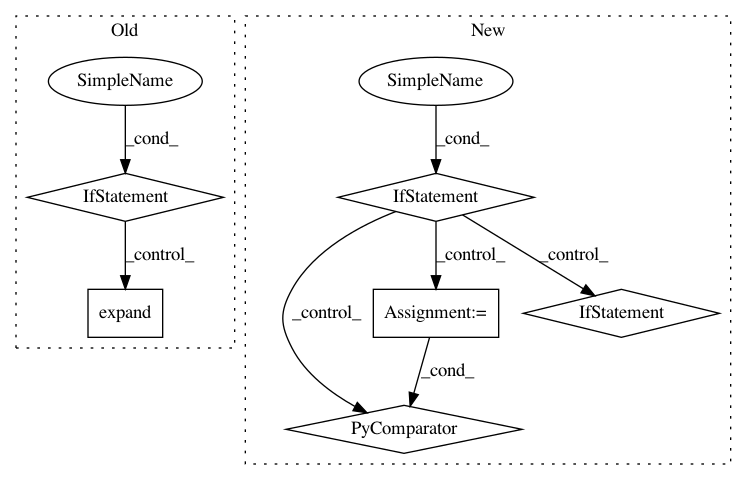 Old
New
SimpleName
SimpleName
_cond_
_cond_
IfStatement
IfStatement
_control_
_control_
_control_
_control_
expand
Assignment:=
IfStatement
_cond_
PyComparator